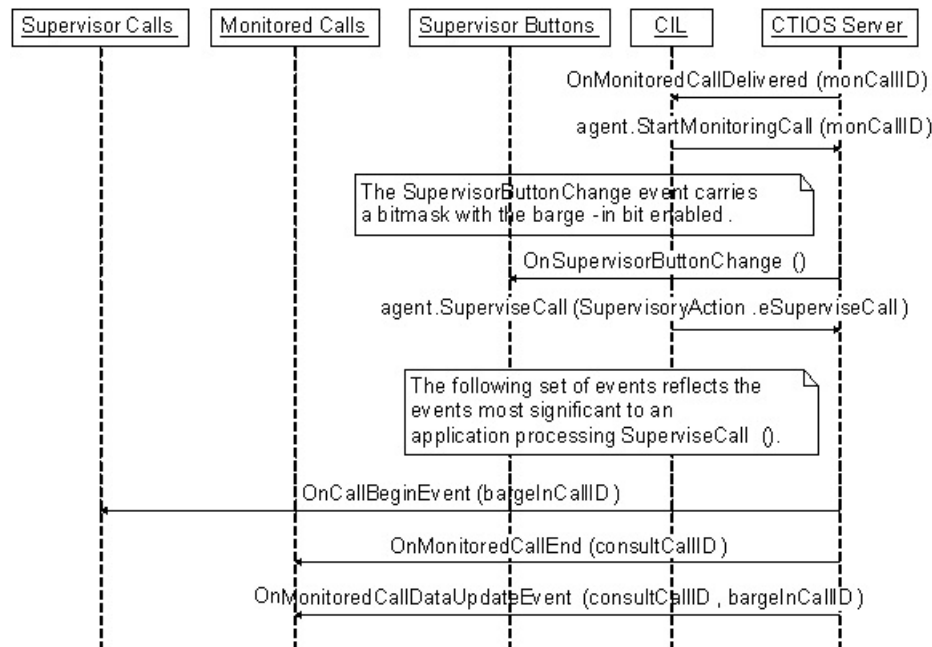 Supervisor Calls
Monitored Calls
Supervisor Buttons
CIL
CTIOS Server
OnMonitoredCallDelivered (monCallID)
agent.StartMonitoringCall (monCallID)
The SupervisorButtonChange event carries
a bitmask with the barge -in bit enabled .
OnSupervisorButtonChange ()
agent.SuperviseCall (SupervisoryAction .eSuperviseCall )
The following set of events reflects the
events most significant to an
application processing SuperviseCall ().
OnCallBeginEvent (bargeInCallID )
OnMonitoredCallEnd (consultCallID )
OnMonitoredCallDataUpdateEvent (consultCallID , bargeInCallID )